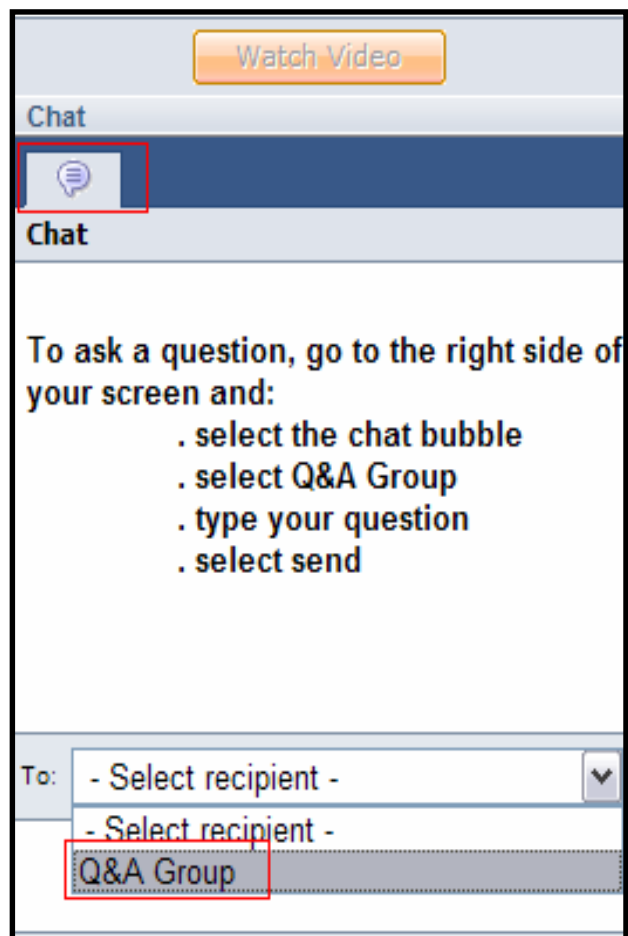 Watch Video
Chat
Chat
To ask a question, go to the right side of
your screen and:
. select the chat bubble
. select Q&A Group
. type your question
. select send
To: - Select recipient -
- Select recipient -
Q&A Group